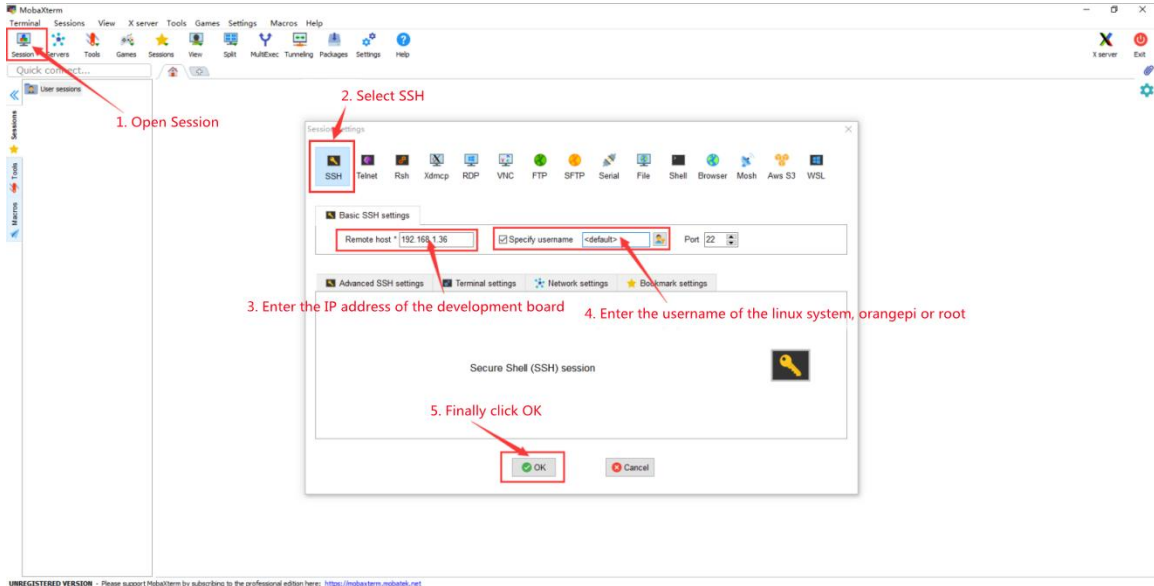 MobaXterm
Terminal Sessions View X server Tools Games Settings Macros Help
Session Servers Tools Games Sessions View Split MultiExec Tunneling Packages Settings Help X server Exit
Quick connect...
User sessions
Sessions
Tools
Macros
1. Open Session
2. Select SSH
Session settings
SSH Telnet Rsh Xdmcp RDP VNC FTP SFTP Serial File Shell Browser Mosh Aws S3 WSL
Basic SSH settings
Remote host * 192.168.1.36 Specify username <default> Port 22
Advanced SSH settings Terminal settings Network settings Bookmark settings
3. Enter the IP address of the development board
4. Enter the username of the linux system, orangepi or root
Secure Shell (SSH) session
5. Finally click OK
OK Cancel
UNREGISTERED VERSION - Please support MobaXterm by subscribing to the professional edition here: https://mobaxterm.mobatek.net